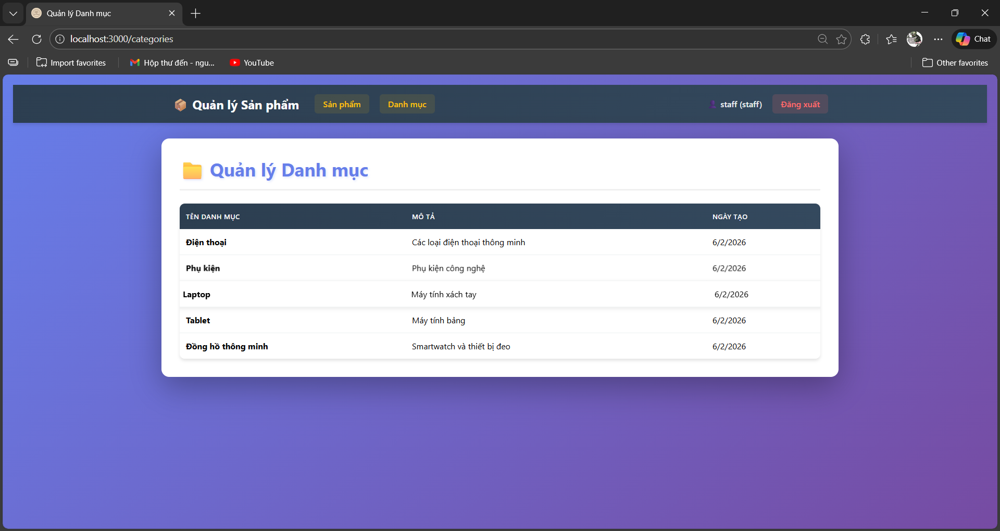 Quản lý Danh mục
localhost:3000/categories
Chat
Import favorites
Hộp thư đến - ngu...
YouTube
Other favorites
Quản lý Sản phẩm
Sản phẩm
Danh mục
staff (staff)
Đăng xuất
Quản lý Danh mục
TÊN DANH MỤC MÔ TẢ NGÀY TẠO
Điện thoại Các loại điện thoại thông minh 6/2/2026
Phụ kiện Phụ kiện công nghệ 6/2/2026
Laptop Máy tính xách tay 6/2/2026
Tablet Máy tính bảng 6/2/2026
Đồng hồ thông minh Smartwatch và thiết bị đeo 6/2/2026